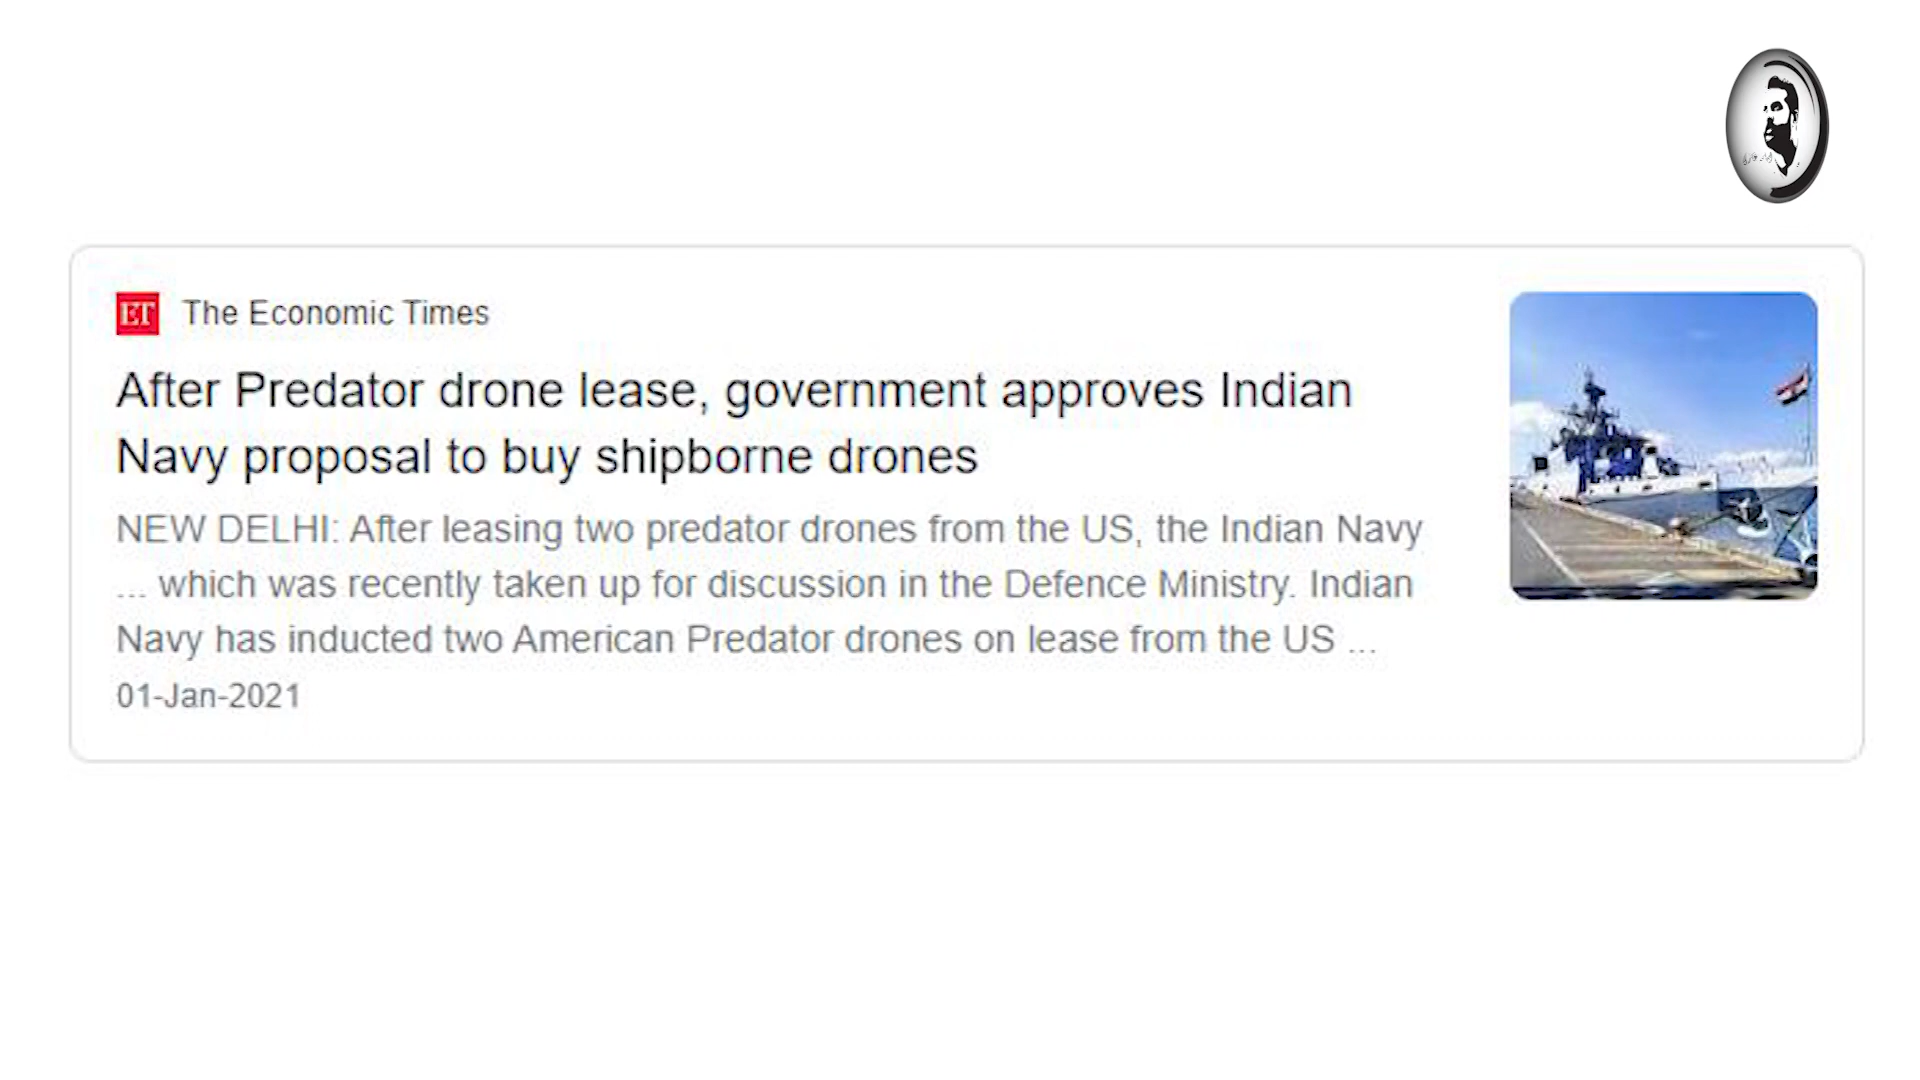 ET The Economic Times
After Predator drone lease, government approves Indian
Navy proposal to buy shipborne drones
NEW DELHI: After leasing two predator drones from the US, the Indian Navy
... which was recently taken up for discussion in the Defence Ministry. Indian
Navy has inducted two American Predator drones on lease from the US ...
01-Jan-2021